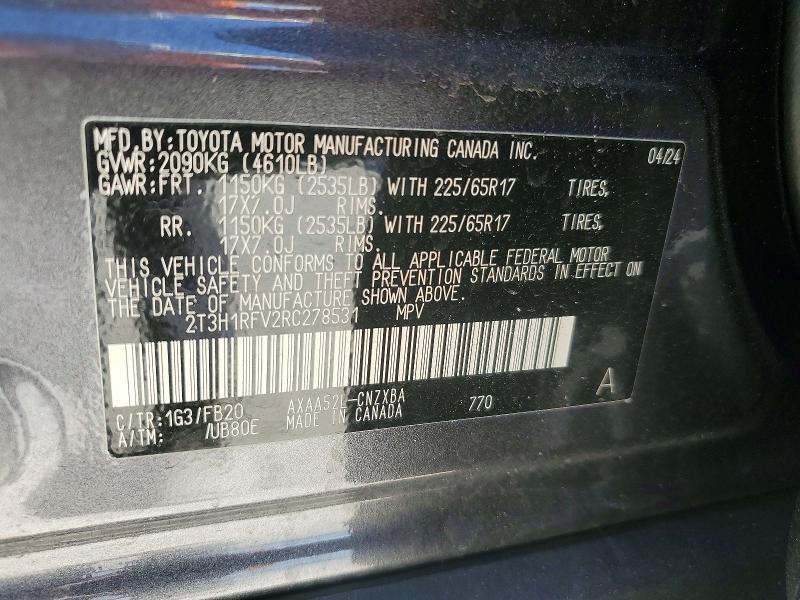 MFD.BY:TOYOTA MOTOR MANUFACTURING CANADA INC. 04/24
GVWR:2090KG (4610LB)
GAWR:FRT. 1150KG (2535LB) WITH 225/65R17 TIRES,
17X7.0J RIMS.
RR. 1150KG (2535LB) WITH 225/65R17 TIRES,
17X7.0J RIMS.
THIS VEHICLE CONFORMS TO ALL APPLICABLE FEDERAL MOTOR
VEHICLE SAFETY AND THEFT PREVENTION STANDARDS IN EFFECT ON
THE DATE OF MANUFACTURE SHOWN ABOVE.
2T3H1RFV2RC278531 MPV
A
C/TR:1G3/FB20 AXAA52L-CNZXBA 770
A/TM: /UB80E MADE IN CANADA